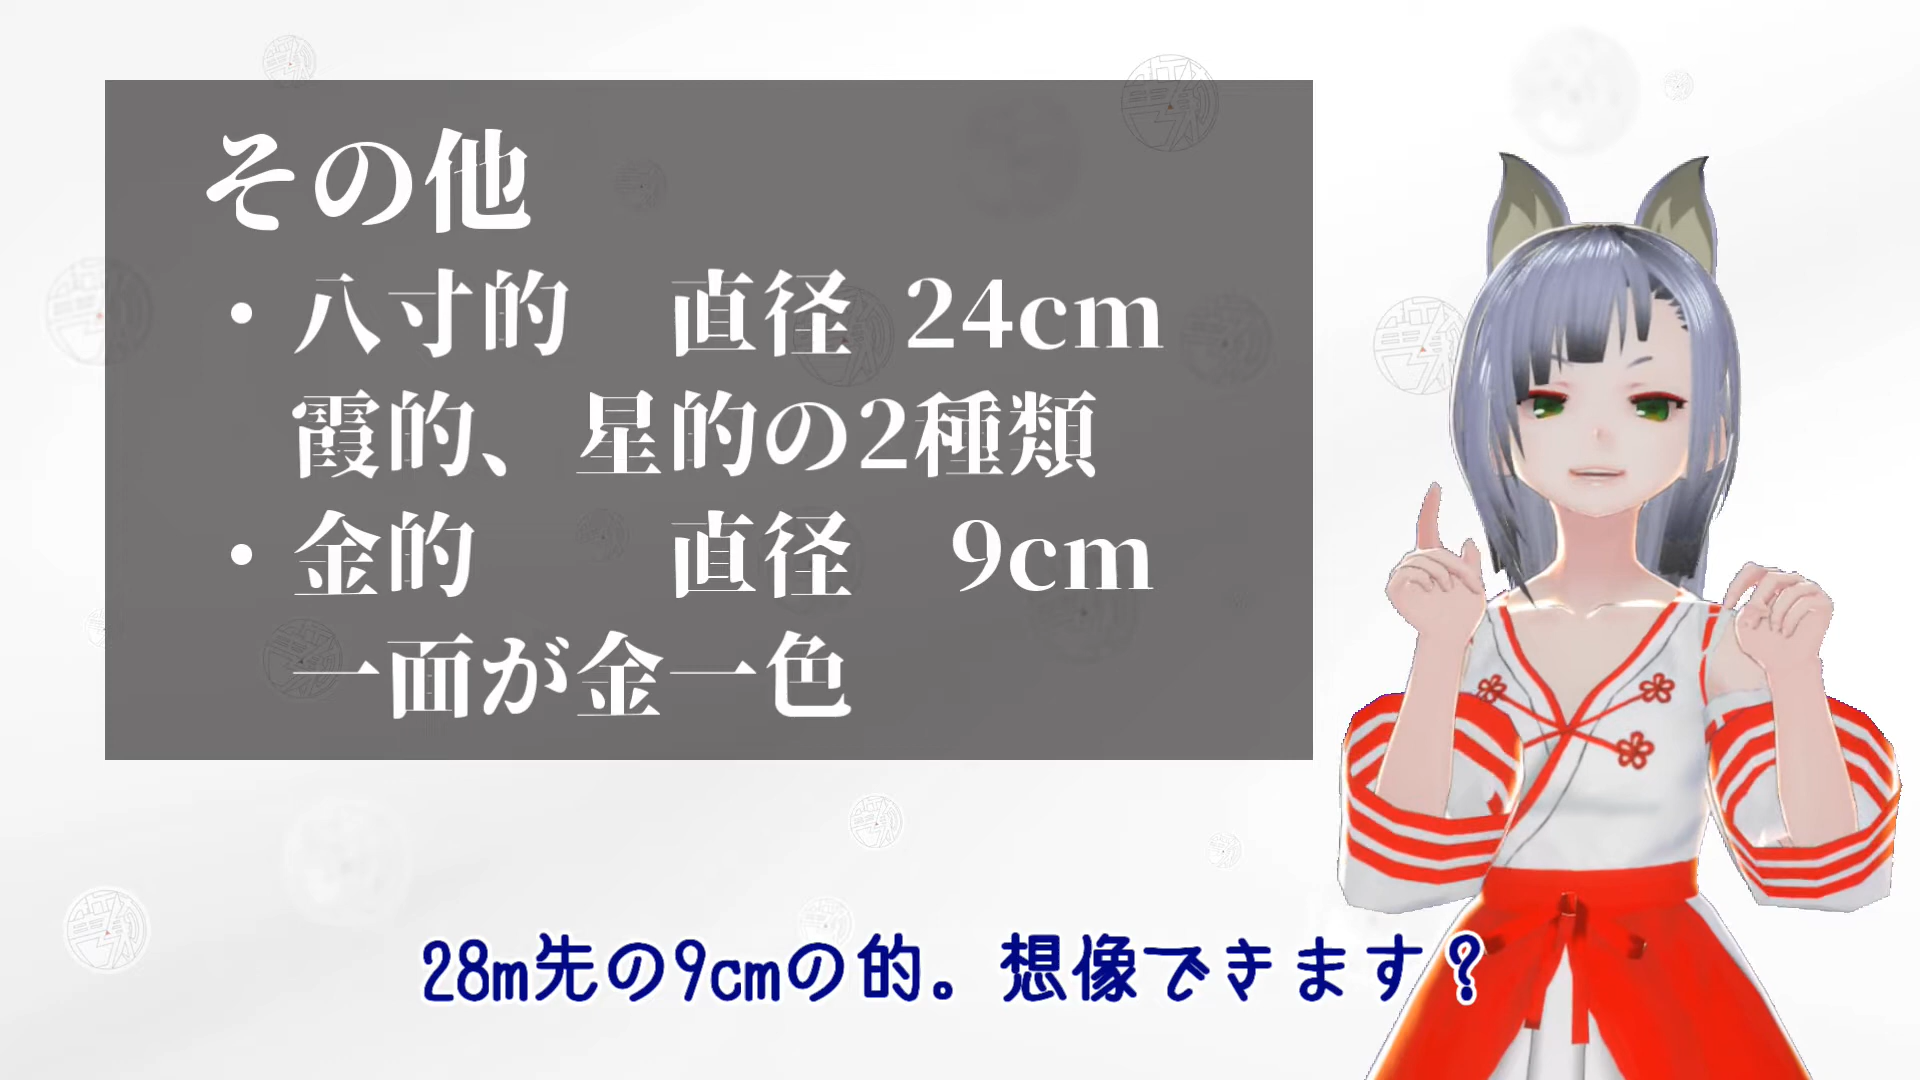 その他
・八寸的　直径 24cm
霞的、星的の2種類
・金的　　直径　9cm
一面が金一色
28m先の9cmの的。想像できます？